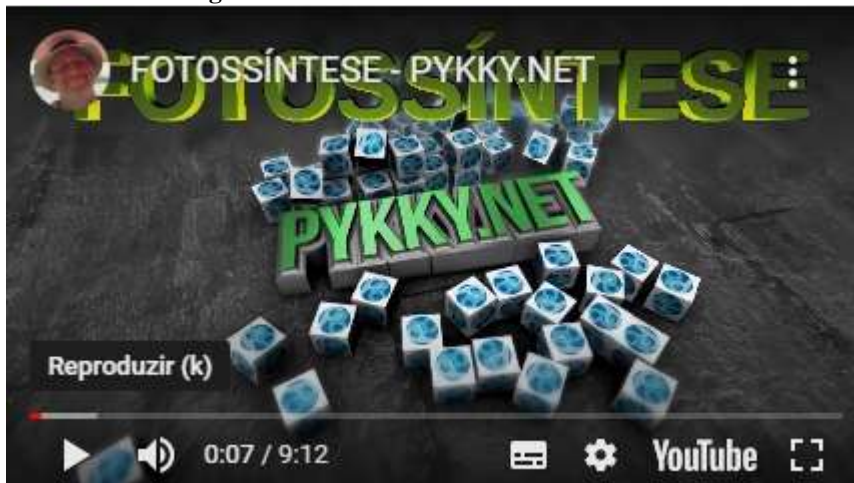 FOTOSSÍNTESE
FOTOSSÍNTESE - PYKKY.NET
PYKKY.NET
Reproduzir (k)
0:07 / 9:12
YouTube